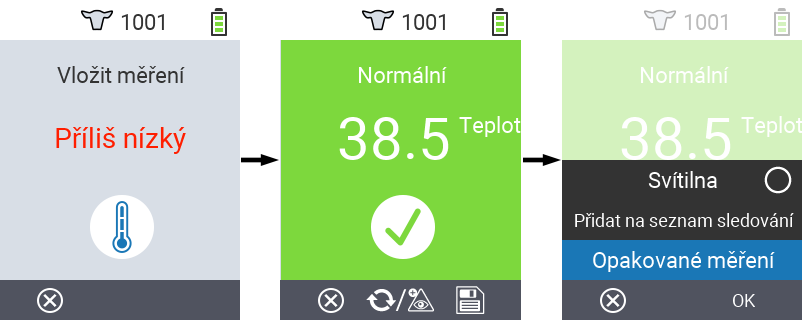 1001
Vložit měření
Příliš nízký
1001
Normální
38.5 Teplot
1001
Normální
38.5 Teplot
Svítilna
Přidat na seznam sledování
Opakované měření
OK